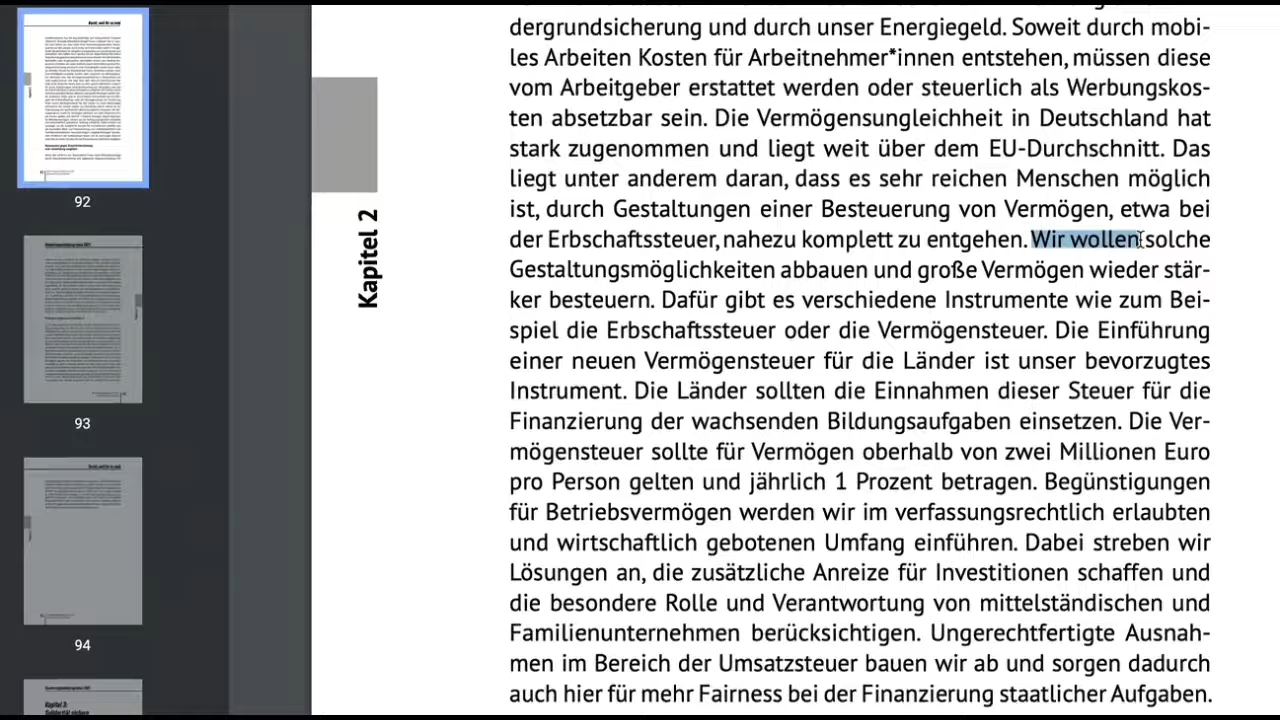 92
93
94
Kapitel 2
dergrundsicherung und durch unser Energiegeld. Soweit durch mobi-
les Arbeiten Kosten für Arbeitnehmer*innen entstehen, müssen diese
vom Arbeitgeber erstattet werden oder steuerlich als Werbungskos-
ten absetzbar sein. Die Vermögensungleichheit in Deutschland hat
stark zugenommen und liegt weit über dem EU-Durchschnitt. Das
liegt unter anderem daran, dass es sehr reichen Menschen möglich
ist, durch Gestaltungen einer Besteuerung von Vermögen, etwa bei
der Erbschaftssteuer, nahezu komplett zu entgehen. Wir wollen solche
Gestaltungsmöglichkeiten abbauen und große Vermögen wieder stär-
ker besteuern. Dafür gibt es verschiedene Instrumente wie zum Bei-
spiel die Erbschaftssteuer oder die Vermögensteuer. Die Einführung
einer neuen Vermögensteuer für die Länder ist unser bevorzugtes
Instrument. Die Länder sollten die Einnahmen dieser Steuer für die
Finanzierung der wachsenden Bildungsaufgaben einsetzen. Die Ver-
mögensteuer sollte für Vermögen oberhalb von zwei Millionen Euro
pro Person gelten und jährlich 1 Prozent betragen. Begünstigungen
für Betriebsvermögen werden wir im verfassungsrechtlich erlaubten
und wirtschaftlich gebotenen Umfang einführen. Dabei streben wir
Lösungen an, die zusätzliche Anreize für Investitionen schaffen und
die besondere Rolle und Verantwortung von mittelständischen und
Familienunternehmen berücksichtigen. Ungerechtfertigte Ausnah-
men im Bereich der Umsatzsteuer bauen wir ab und sorgen dadurch
auch hier für mehr Fairness bei der Finanzierung staatlicher Aufgaben.